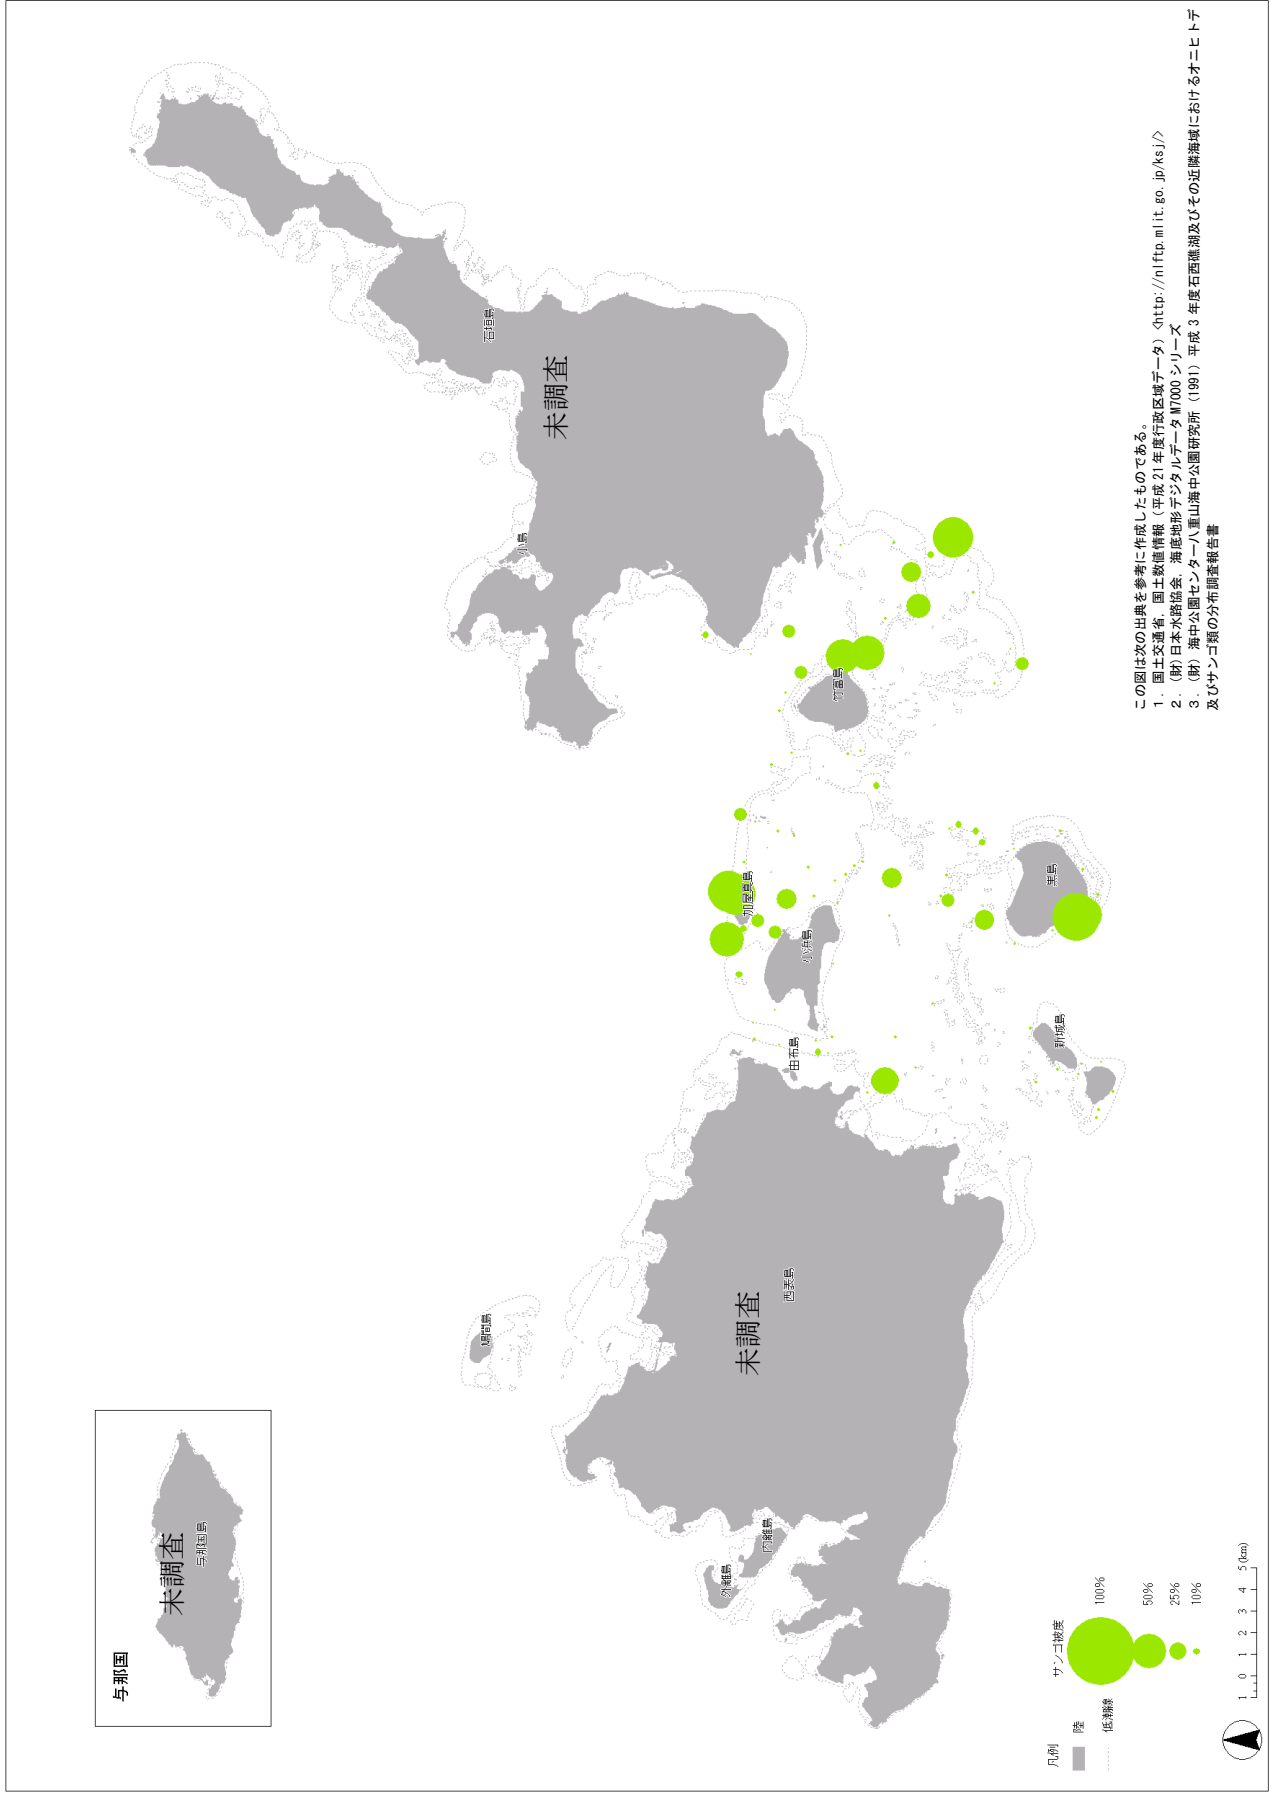 与那国
未調査
与那国島
鳩間島
外離島
内離島
未調査
西表島
由布島
小浜島
加屋真島
新城島
黒島
竹富島
小島
石垣島
未調査
凡例
陸
低潮線
サンゴ被度
100%
50%
25%
10%
1 0 1 2 3 4 5(km)
この図は次の出典を参考に作成したものである。
1. 国土交通省, 国土数値情報（平成21年度行政区域データ）<http://nlftp.mlit.go.jp/ksj/>
2. （財)日本水路協会, 海底地形デジタルデータM7000シリーズ
3. （財）海中公園センター八重山海中公園研究所（1991）平成３年度石西礁湖及びその近隣海域におけるオニヒトデ
及びサンゴ類の分布調査報告書